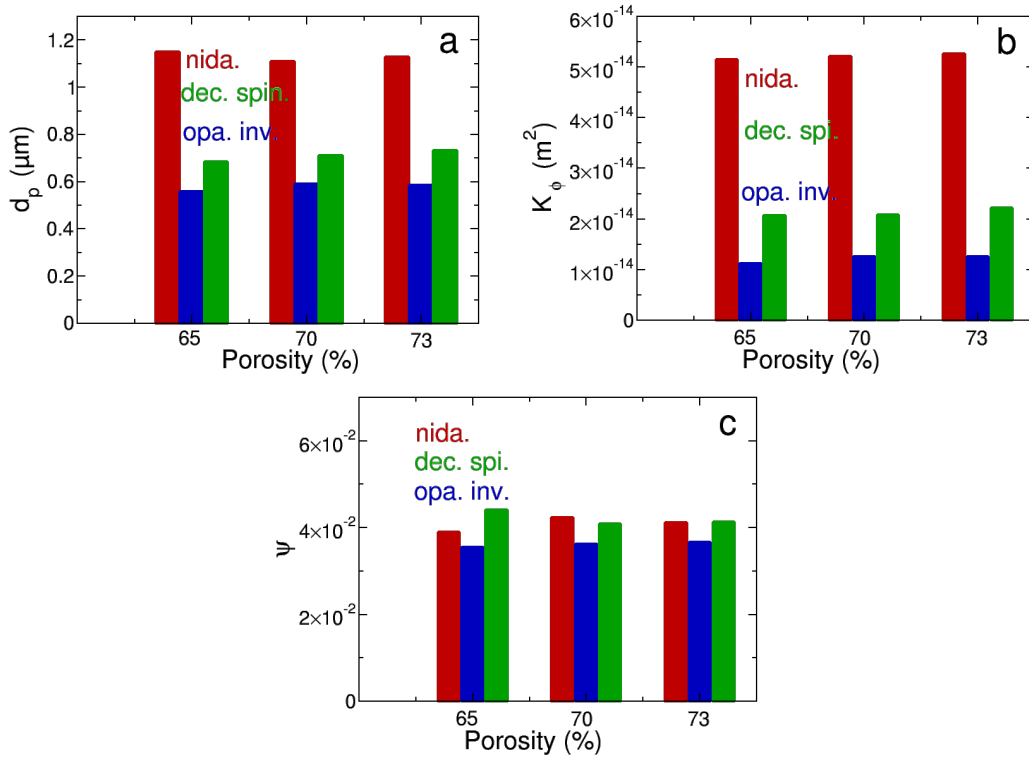 a
1.2
1
0.8
0.6
0.4
0.2
0
dₚ (µm)
nida.
dec. spin.
opa. inv.
65
70
73
Porosity (%)
b
6×10⁻¹⁴
5×10⁻¹⁴
4×10⁻¹⁴
3×10⁻¹⁴
2×10⁻¹⁴
1×10⁻¹⁴
0
K_ϕ (m²)
nida.
dec. spi.
opa. inv.
65
70
73
Porosity (%)
c
6×10⁻²
4×10⁻²
2×10⁻²
0
ψ
nida.
dec. spi.
opa. inv.
65
70
73
Porosity (%)